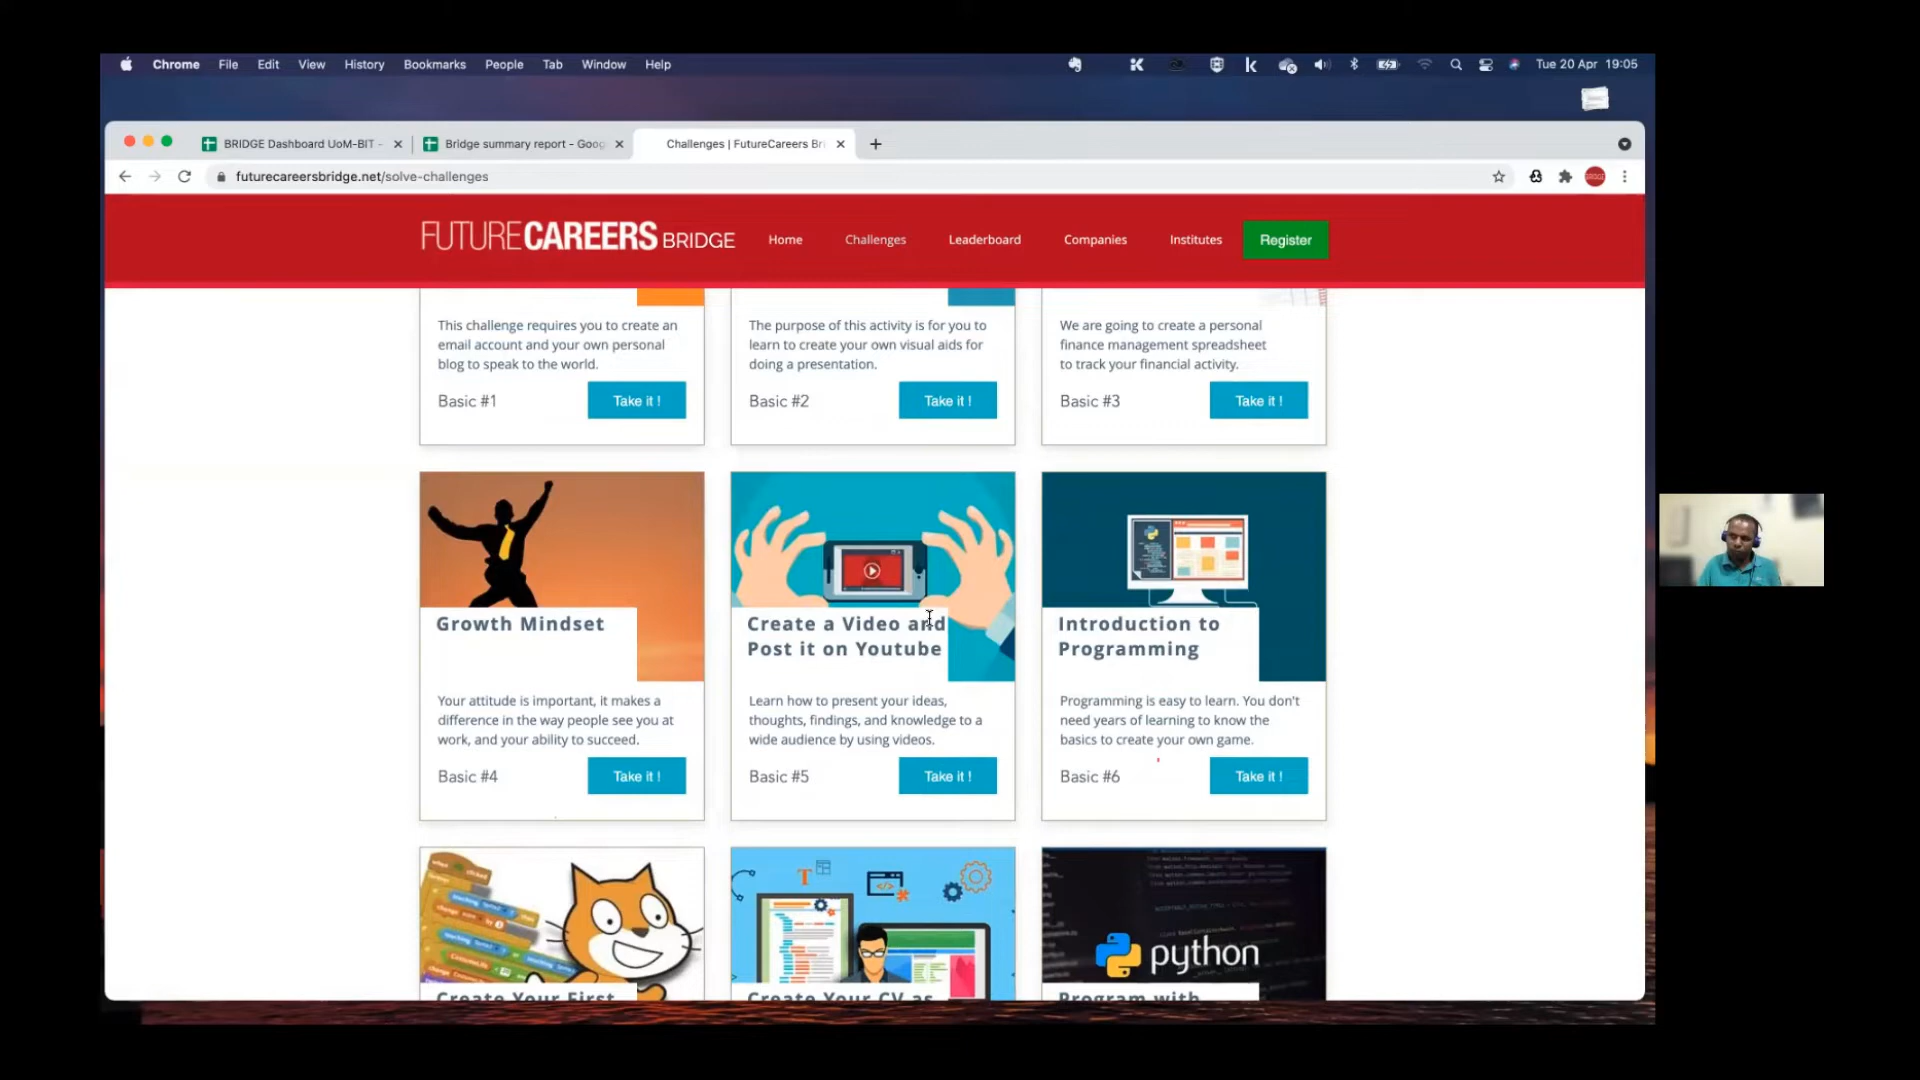 Chrome File Edit View History Bookmarks People Tab Window Help Tue 20 Apr 19:05
BRIDGE Dashboard UoM-BIT -
Bridge summary report - Goog
Challenges | FutureCareers Bri
futurecareersbridge.net/solve-challenges
FUTURECAREERS BRIDGE
Home Challenges Leaderboard Companies Institutes Register
This challenge requires you to create an
email account and your own personal
blog to speak to the world.
Basic #1 Take it !
The purpose of this activity is for you to
learn to create your own visual aids for
doing a presentation.
Basic #2 Take it !
We are going to create a personal
finance management spreadsheet
to track your financial activity.
Basic #3 Take it !
Growth Mindset
Your attitude is important, it makes a
difference in the way people see you at
work, and your ability to succeed.
Basic #4 Take it !
Create a Video and
Post it on Youtube
Learn how to present your ideas,
thoughts, findings, and knowledge to a
wide audience by using videos.
Basic #5 Take it !
Introduction to
Programming
Programming is easy to learn. You don't
need years of learning to know the
basics to create your own game.
Basic #6 Take it !
Create Your First
Create Your CV as
python
Program with